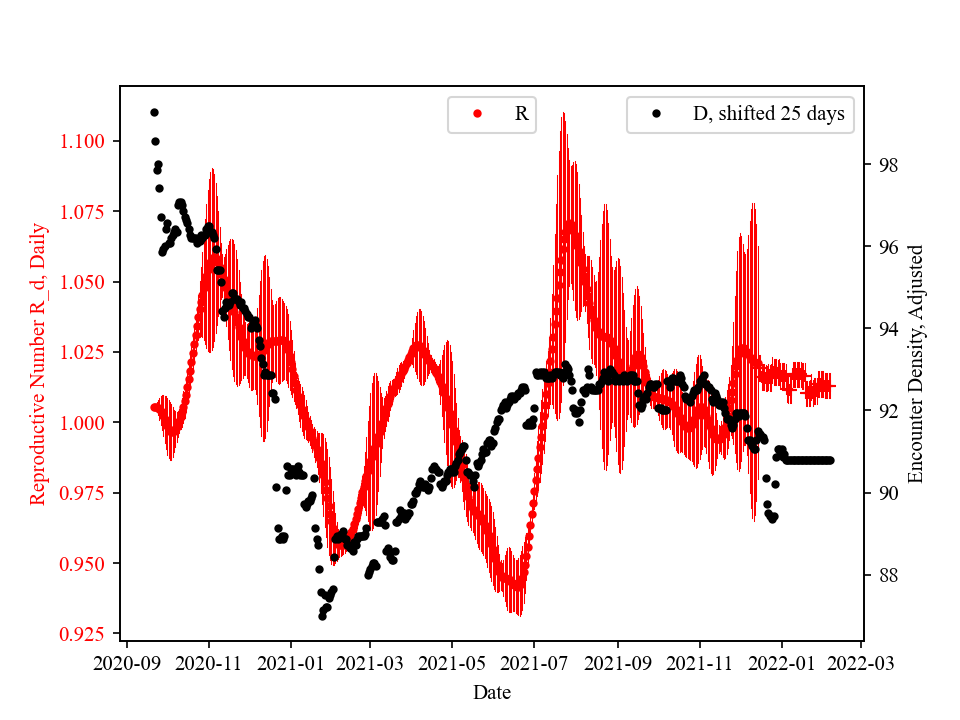 R
D, shifted 25 days
1.100
1.075
1.050
1.025
1.000
0.975
0.950
0.925
Reproductive Number R_d, Daily
98
96
94
92
90
88
Encounter Density, Adjusted
2020-09 2020-11 2021-01 2021-03 2021-05 2021-07 2021-09 2021-11 2022-01 2022-03
Date